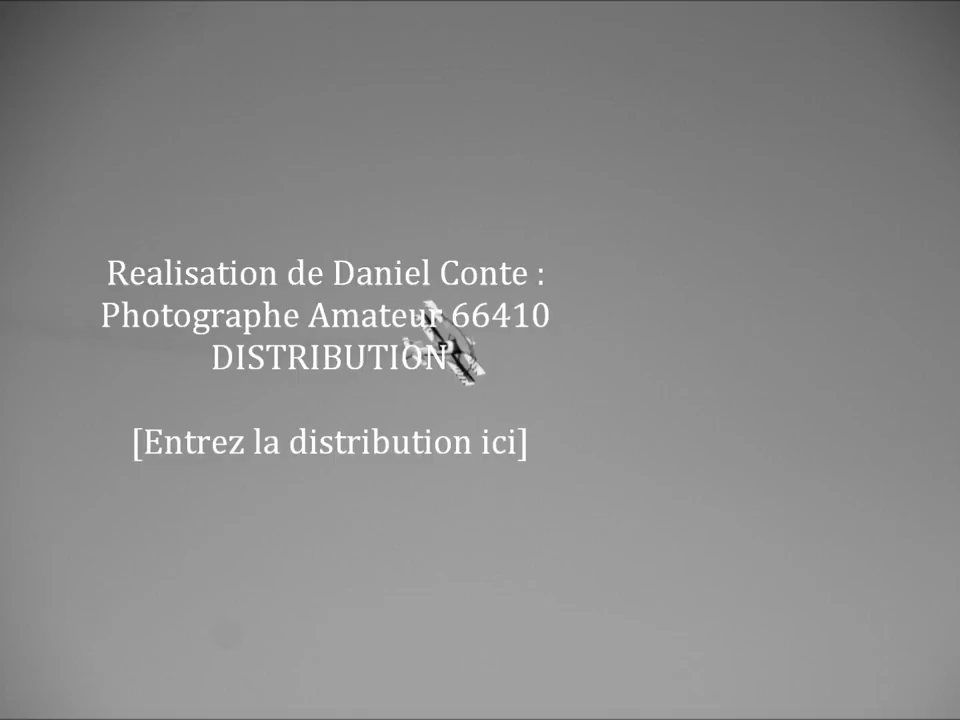 Realisation de Daniel Conte :
Photographe Amateur 66410
DISTRIBUTION
[Entrez la distribution ici]